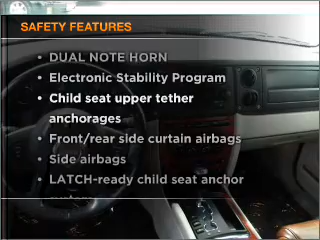 SAFETY FEATURES
• DUAL NOTE HORN
• Electronic Stability Program
• Child seat upper tether
anchorages
• Front/rear side curtain airbags
• Side airbags
• LATCH-ready child seat anchor